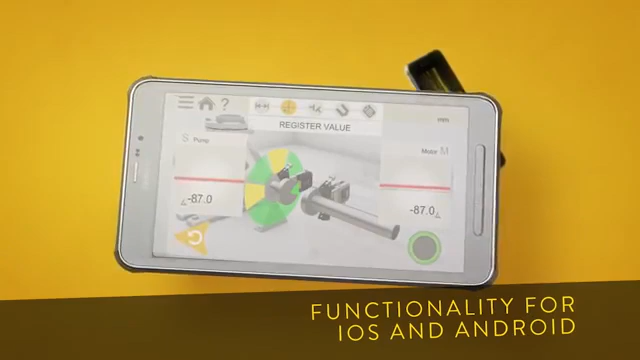 ?
REGISTER VALUE
mm
S Pump
Motor M
-87.0
-87.0
FUNCTIONALITY FOR
IOS AND ANDROID